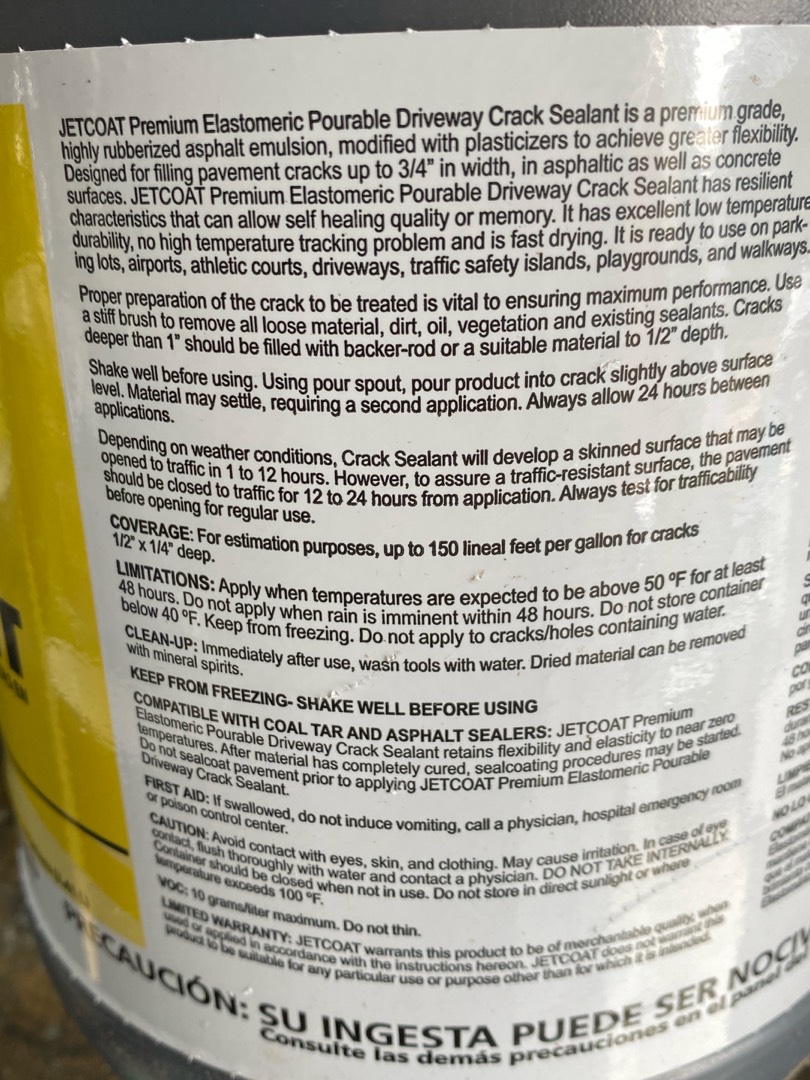 JETCOAT Premium Elastomeric Pourable Driveway Crack Sealant is a premium grade,
highly rubberized asphalt emulsion, modified with plasticizers to achieve greater flexibility.
Designed for filling pavement cracks up to 3/4" in width, in asphaltic as well as concrete
surfaces. JETCOAT Premium Elastomeric Pourable Driveway Crack Sealant has resilient
characteristics that can allow self healing quality or memory. It has excellent low temperature
durability, no high temperature tracking problem and is fast drying. It is ready to use on park-
ing lots, airports, athletic courts, driveways, traffic safety islands, playgrounds, and walkways.
Proper preparation of the crack to be treated is vital to ensuring maximum performance. Use
a stiff brush to remove all loose material, dirt, oil, vegetation and existing sealants. Cracks
deeper than 1" should be filled with backer-rod or a suitable material to 1/2" depth.
Shake well before using. Using pour spout, pour product into crack slightly above surface
level. Material may settle, requiring a second application. Always allow 24 hours between
applications.
Depending on weather conditions, Crack Sealant will develop a skinned surface that may be
opened to traffic in 1 to 12 hours. However, to assure a traffic-resistant surface, the pavement
should be closed to traffic for 12 to 24 hours from application. Always test for trafficability
before opening for regular use.
COVERAGE: For estimation purposes, up to 150 lineal feet per gallon for cracks
1/2" x 1/4" deep.
LIMITATIONS: Apply when temperatures are expected to be above 50 ºF for at least
48 hours. Do not apply when rain is imminent within 48 hours. Do not store container
below 40 ºF. Keep from freezing. Do not apply to cracks/holes containing water.
CLEAN-UP: Immediately after use, wash tools with water. Dried material can be removed
with mineral spirits.
KEEP FROM FREEZING- SHAKE WELL BEFORE USING
COMPATIBLE WITH COAL TAR AND ASPHALT SEALERS: JETCOAT Premium
Elastomeric Pourable Driveway Crack Sealant retains flexibility and elasticity to near zero
temperatures. After material has completely cured, sealcoating procedures may be started.
Do not sealcoat pavement prior to applying JETCOAT Premium Elastomeric Pourable
Driveway Crack Sealant.
FIRST AID: If swallowed, do not induce vomiting, call a physician, hospital emergency room
or poison control center.
CAUTION: Avoid contact with eyes, skin, and clothing. May cause irritation. In case of eye
contact, flush thoroughly with water and contact a physician. DO NOT TAKE INTERNALLY.
Container should be closed when not in use. Do not store in direct sunlight or where
temperature exceeds 100 ºF.
VOC: 10 grams/liter maximum. Do not thin.
LIMITED WARRANTY: JETCOAT warrants this product to be of merchantable quality, when
used or applied in accordance with the instructions hereon. JETCOAT does not warrant this
product to be suitable for any particular use or purpose other than for which it is intended.
PRECAUCIÓN: SU INGESTA PUEDE SER NOCIV
Consulte las demás precauciones en el panel del